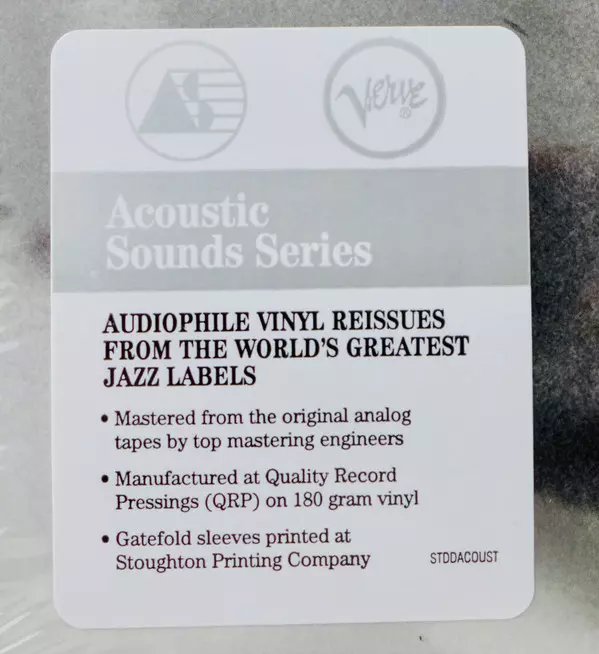 AS
Verve
®
Acoustic
Sounds Series
AUDIOPHILE VINYL REISSUES
FROM THE WORLD'S GREATEST
JAZZ LABELS
• Mastered from the original analog
tapes by top mastering engineers
• Manufactured at Quality Record
Pressings (QRP) on 180 gram vinyl
• Gatefold sleeves printed at
Stoughton Printing Company
STDDACOUST